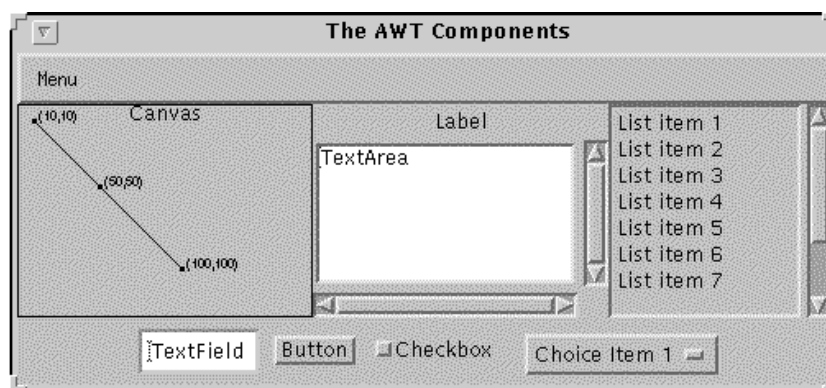 The AWT Components
Menu
Canvas
(10,10)
(50,50)
(100,100)
Label
TextArea
List item 1
List item 2
List item 3
List item 4
List item 5
List item 6
List item 7
TextField
Button
Checkbox
Choice Item 1